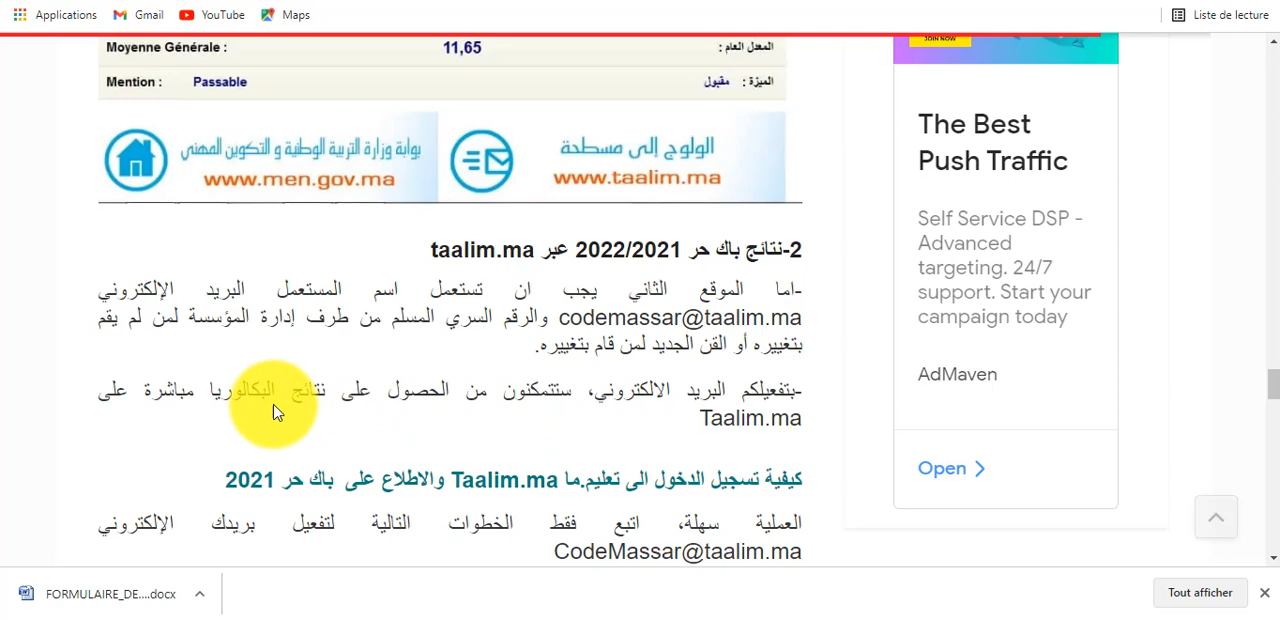 Applications Gmail YouTube Maps Liste de lecture
Moyenne Générale : 11,65 المعدل العام :
Mention : Passable مقبول الميزة :
بوابة وزارة التربية الوطنية و التكوين المهني
www.men.gov.ma
الولوج إلى مسطحة
www.taalim.ma
2-نتائج باك حر 2022/2021 عبر taalim.ma
-اما الموقع الثاني يجب ان تستعمل اسم المستعمل البريد الإلكتروني
codemassar@taalim.ma والرقم السري المسلم من طرف إدارة المؤسسة لمن لم يقم
بتغييره أو القن الجديد لمن قام بتغييره.
-بتفعيلكم البريد الالكتروني، ستتمكنون من الحصول على نتائج البكالوريا مباشرة على
Taalim.ma
كيفية تسجيل الدخول الى تعليم.ما Taalim.ma والاطلاع على باك حر 2021
العملية سهلة، اتبع فقط الخطوات التالية لتفعيل بريدك الإلكتروني
CodeMassar@taalim.ma
JOIN NOW
The Best
Push Traffic
Self Service DSP -
Advanced
targeting. 24/7
support. Start your
campaign today
AdMaven
Open
FORMULAIRE_DE....docx Tout afficher